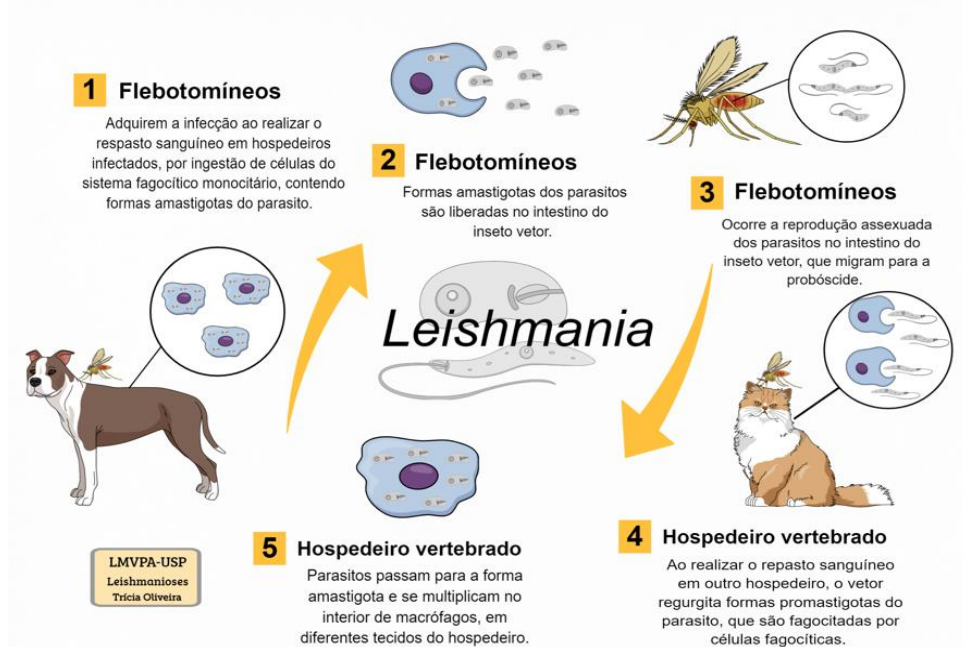 1 Flebotomíneos
Adquirem a infecção ao realizar o
respasto sanguíneo em hospedeiros
infectados, por ingestão de células do
sistema fagocítico monocitário, contendo
formas amastigotas do parasito.
2 Flebotomíneos
Formas amastigotas dos parasitos
são liberadas no intestino do
inseto vetor.
3 Flebotomíneos
Ocorre a reprodução assexuada
dos parasitos no intestino do
inseto vetor, que migram para a
probóscide.
Leishmania
4 Hospedeiro vertebrado
Ao realizar o repasto sanguíneo
em outro hospedeiro, o vetor
regurgita formas promastigotas do
parasito, que são fagocitadas por
células fagocíticas.
5 Hospedeiro vertebrado
Parasitos passam para a forma
amastigota e se multiplicam no
interior de macrófagos, em
diferentes tecidos do hospedeiro.
LMVPA-USP
Leishmanioses
Trícia Oliveira